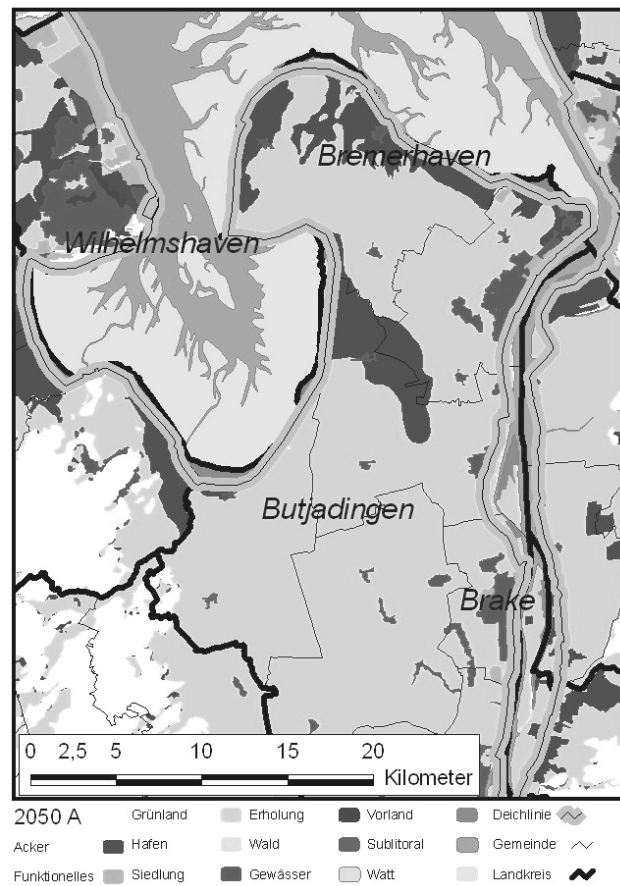 Bremerhaven
Wilhelmshaven
Butjadingen
Brake
0 2,5 5 10 15 20
Kilometer
2050 A Grünland Erholung Vorland Deichlinie
Acker Hafen Wald Sublitoral Gemeinde
Funktionelles Siedlung Gewässer Watt Landkreis